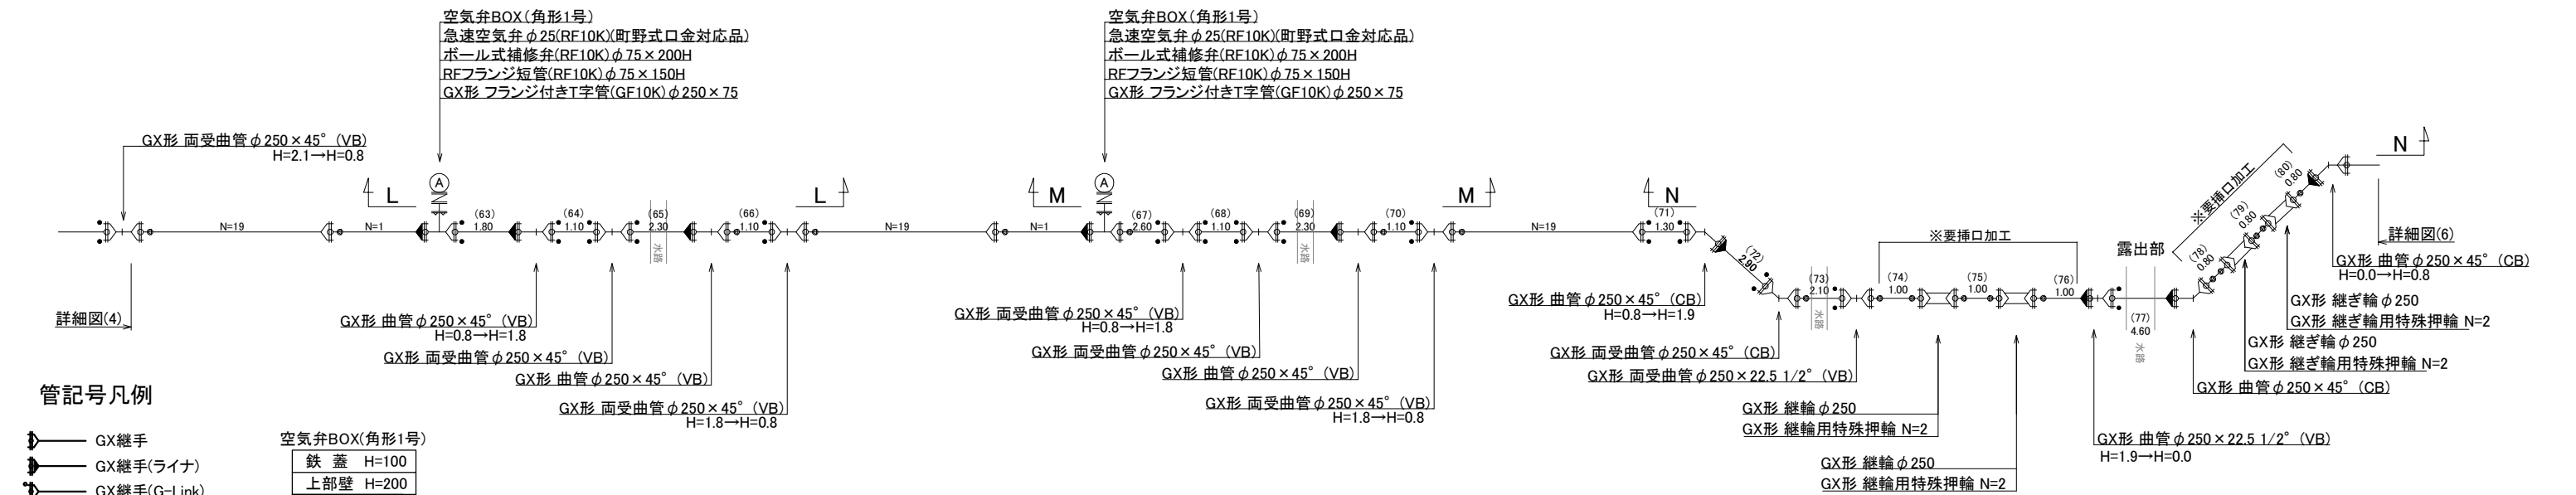 空気弁BOX(角形1号)
急速空気弁φ25(RF10K)(町野式口金対応品)
ボール式補修弁(RF10K)φ75×200H
RFフランジ短管(RF10K)φ75×150H
GX形 フランジ付きT字管(GF10K)φ250×75
空気弁BOX(角形1号)
急速空気弁φ25(RF10K)(町野式口金対応品)
ボール式補修弁(RF10K)φ75×200H
RFフランジ短管(RF10K)φ75×150H
GX形 フランジ付きT字管(GF10K)φ250×75
GX形 両受曲管φ250×45° (VB)
H=2.1→H=0.8
L
A
L
M
A
M
N
N
N=19
N=1
(63)
1.80
(64)
1.10
(65)
2.30
水路
(66)
1.10
N=19
N=1
(67)
2.60
(68)
1.10
(69)
2.30
水路
(70)
1.10
N=19
(71)
1.30
(72)
2.90
(73)
2.10
水路
※要挿口加工
(74)
1.00
(75)
1.00
(76)
1.00
露出部
(77)
4.60
水路
※要挿口加工
(78)
0.80
(79)
0.80
(80)
0.80
詳細図(4)
詳細図(6)
GX形 曲管φ250×45° (VB)
H=0.8→H=1.8
GX形 両受曲管φ250×45° (VB)
GX形 曲管φ250×45° (VB)
GX形 両受曲管φ250×45° (VB)
H=1.8→H=0.8
GX形 両受曲管φ250×45° (VB)
H=0.8→H=1.8
GX形 両受曲管φ250×45° (VB)
GX形 曲管φ250×45° (VB)
GX形 両受曲管φ250×45° (VB)
H=1.8→H=0.8
GX形 曲管φ250×45° (CB)
H=0.8→H=1.9
GX形 両受曲管φ250×45° (CB)
GX形 両受曲管φ250×22.5 1/2° (VB)
GX形 継輪φ250
GX形 継輪用特殊押輪 N=2
GX形 継輪φ250
GX形 継輪用特殊押輪 N=2
GX形 曲管φ250×22.5 1/2° (VB)
H=1.9→H=0.0
GX形 曲管φ250×45° (CB)
H=0.0→H=0.8
GX形 継ぎ輪φ250
GX形 継ぎ輪用特殊押輪 N=2
GX形 継ぎ輪φ250
GX形 継ぎ輪用特殊押輪 N=2
GX形 曲管φ250×45° (CB)
管記号凡例
GX継手
GX継手(ライナ)
GX継手(G-Link)
空気弁BOX(角形1号)
鉄 蓋 H=100
上部壁 H=200